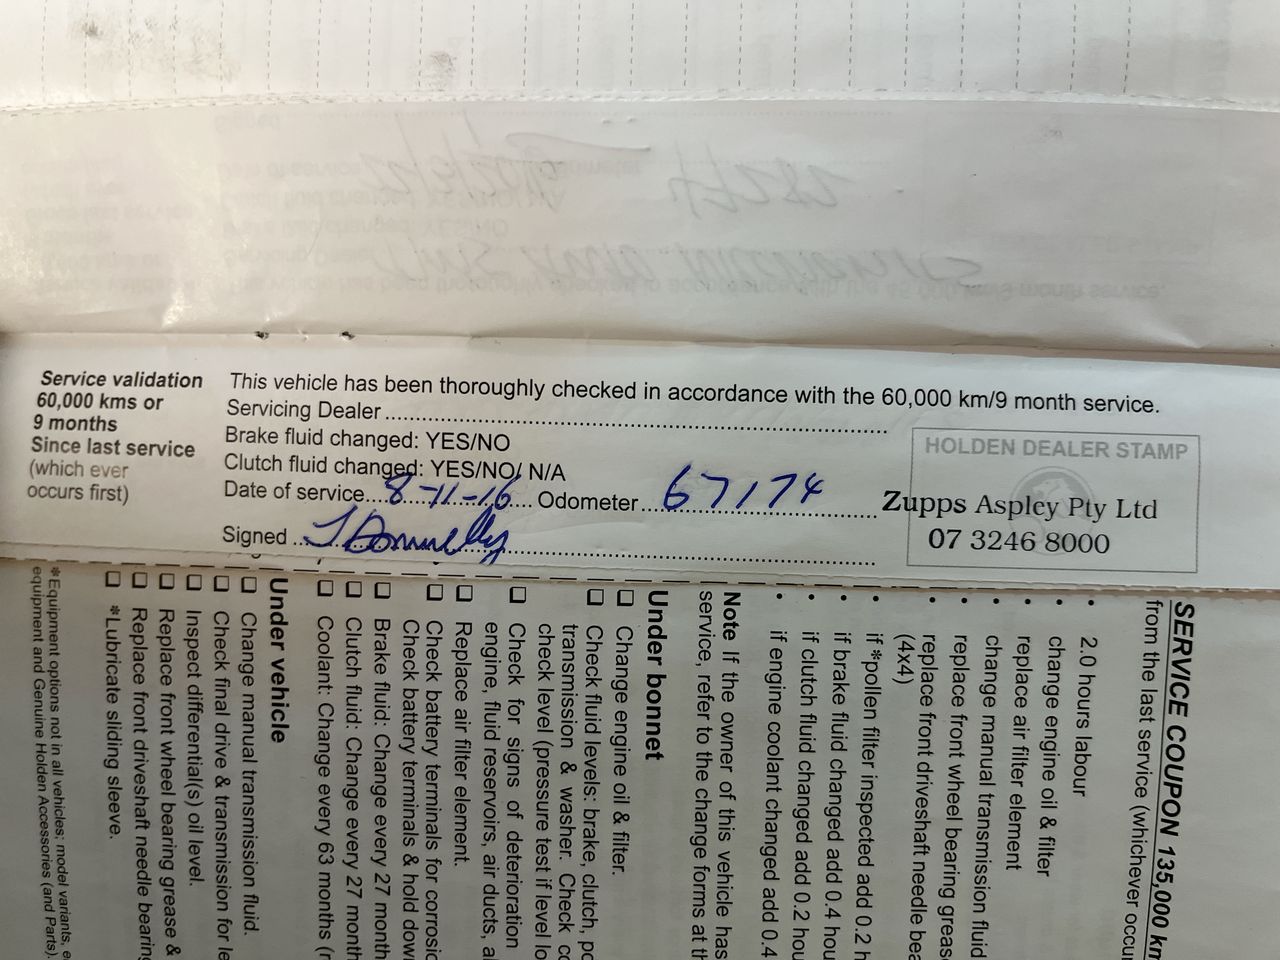 Service validation
60,000 kms or
9 months
Since last service
(which ever
occurs first)
This vehicle has been thoroughly checked in accordance with the 60,000 km/9 month service.
Servicing Dealer
Brake fluid changed: YES/NO
Clutch fluid changed: YES/NO/ N/A
Date of service....8-11-16.... Odometer....67174
Signed ...J Donnelly
HOLDEN DEALER STAMP
Zupps Aspley Pty Ltd
07 3246 8000
SERVICE COUPON 135,000 km
from the last service (whichever occu
• 2.0 hours labour
change engine oil & filter
• replace air filter element
• change manual transmission fluid
• replace front wheel bearing greas
• replace front driveshaft needle bea
(4x4)
• if *pollen filter inspected add 0.2 h
• if brake fluid changed add 0.4 hou
• if clutch fluid changed add 0.2 hou
• if engine coolant changed add 0.4
Note If the owner of this vehicle has
service, refer to the change forms at th
Under bonnet
☐ Change engine oil & filter.
☐ Check fluid levels: brake, clutch, po
transmission & washer. Check co
check level (pressure test if level lo
☐ Check for signs of deterioration
engine, fluid reservoirs, air ducts, a
☐ Replace air filter element.
☐ Check battery terminals for corrosio
Check battery terminals & hold down
☐ Brake fluid: Change every 27 month
☐ Clutch fluid: Change every 27 month
☐ Coolant: Change every 63 months (
Under vehicle
☐ Change manual transmission fluid.
☐ Check final drive & transmission for le
☐ Inspect differential(s) oil level.
☐ Replace front wheel bearing grease &
☐ Replace front driveshaft needle bearing
☐ *Lubricate sliding sleeve.
*Equipment options not in all vehicles; model variants, e
equipment and Genuine Holden Accessories (and Parts).